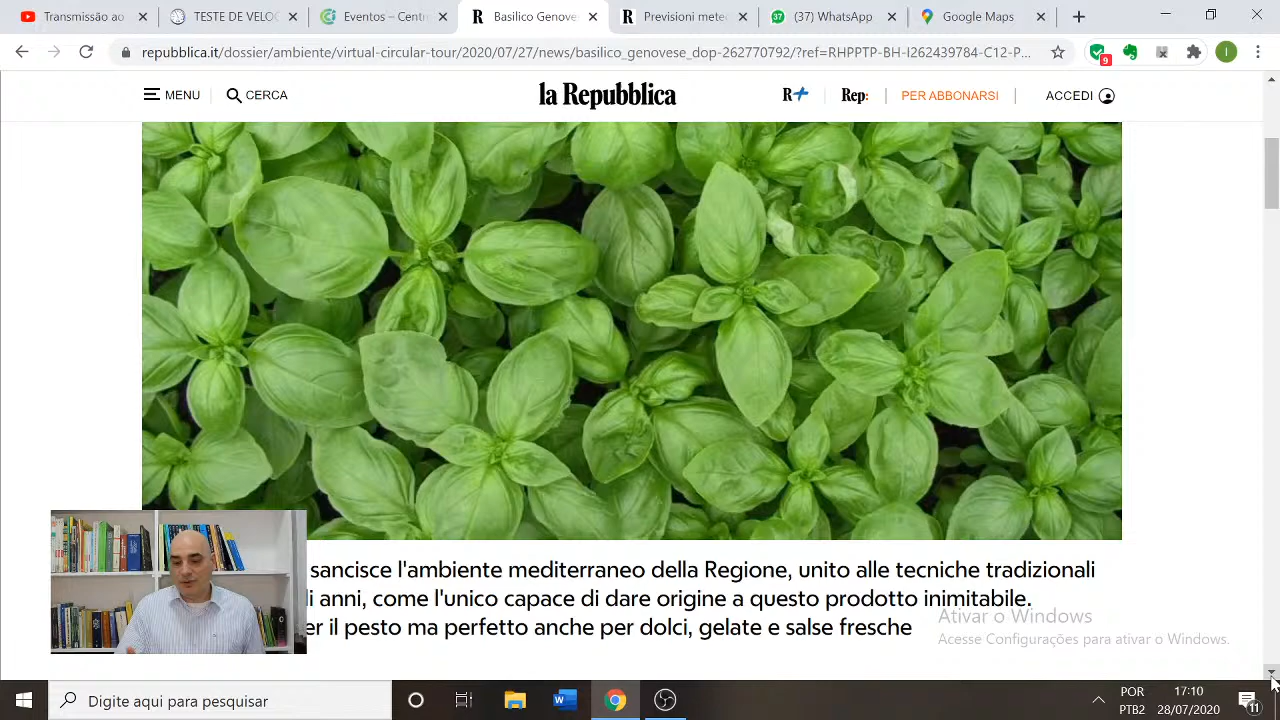 Transmissão ao
TESTE DE VELOC
Eventos – Centr
Basilico Genove
Previsioni mete
(37) WhatsApp
Google Maps
repubblica.it/dossier/ambiente/virtual-circular-tour/2020/07/27/news/basilico_genovese_dop-262770792/?ref=RHPPTP-BH-I262439784-C12-P...
9
I
MENU
CERCA
la Repubblica
R+
Rep:
PER ABBONARSI
ACCEDI
sancisce l'ambiente mediterraneo della Regione, unito alle tecniche tradizionali
li anni, come l'unico capace di dare origine a questo prodotto inimitabile.
er il pesto ma perfetto anche per dolci, gelate e salse fresche
Ativar o Windows
Acesse Configurações para ativar o Windows.
Digite aqui para pesquisar
POR
PTB2
17:10
28/07/2020
11